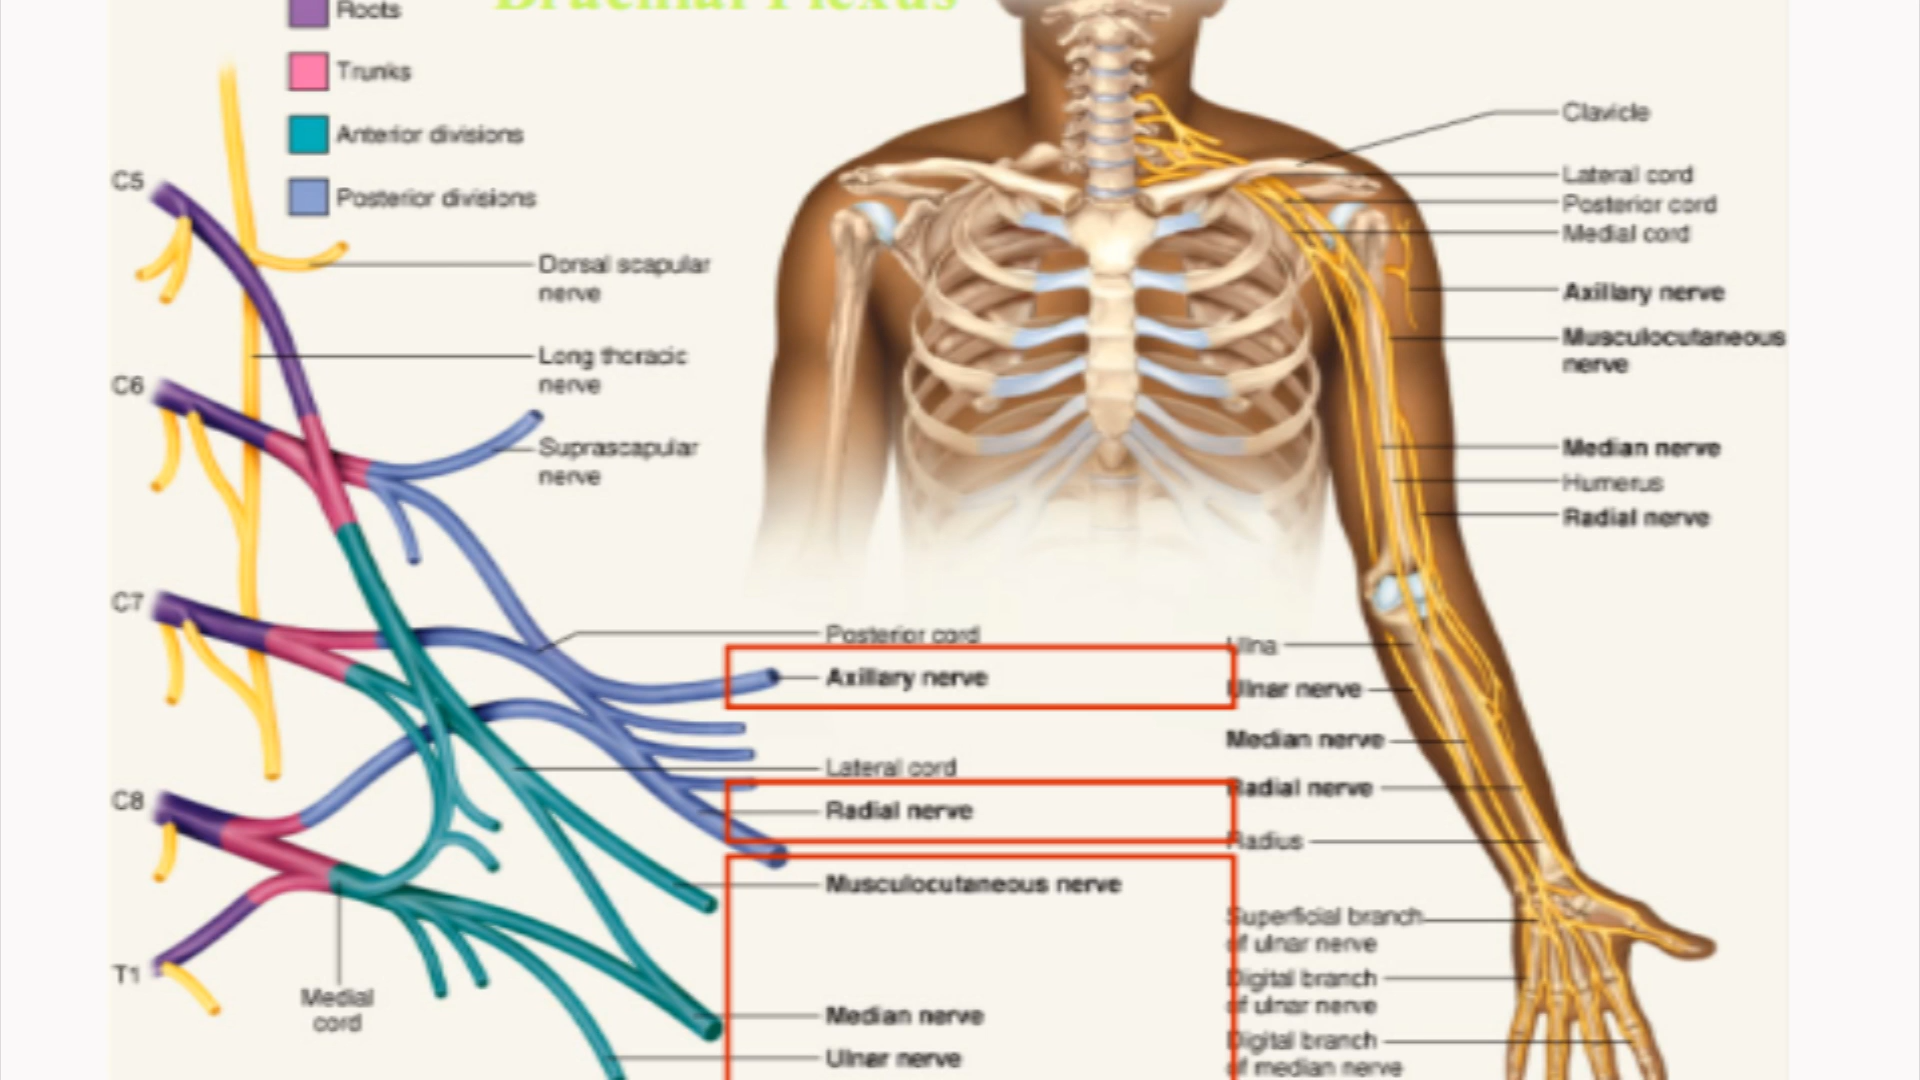 Brachial Plexus
Roots
Trunks
Anterior divisions
Posterior divisions
C5
Dorsal scapular
nerve
Long thoracic
nerve
C6
Suprascapular
nerve
C7
Posterior cord
Axillary nerve
Lateral cord
C8
Radial nerve
Musculocutaneous nerve
T1
Medial
cord
Median nerve
Ulnar nerve
Clavicle
Lateral cord
Posterior cord
Medial cord
Axillary nerve
Musculocutaneous
nerve
Median nerve
Humerus
Radial nerve
Ulna
Ulnar nerve
Median nerve
Radial nerve
Radius
Superficial branch
of ulnar nerve
Digital branch
of ulnar nerve
Digital branch
of median nerve